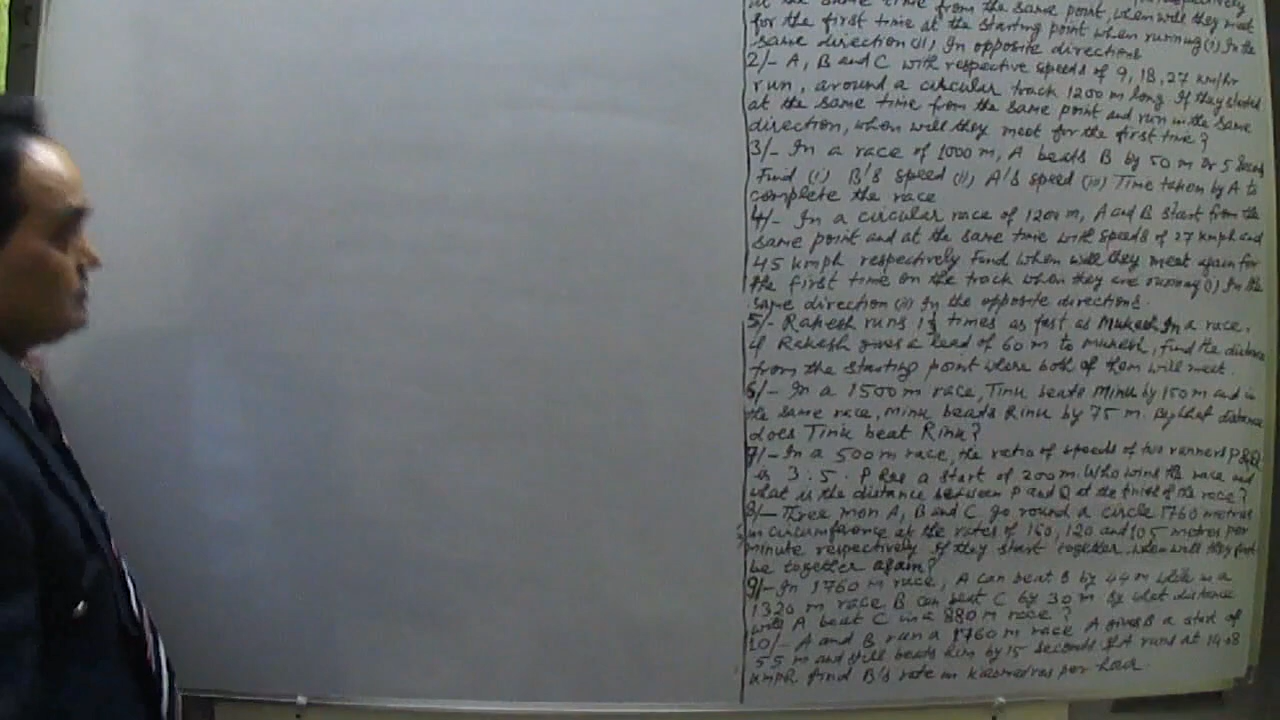 at the same time from the same point, when will they meet
for the first time at the starting point when running (i) In the
same direction (ii) In opposite directions
2/- A, B and C with respective speeds of 9, 18, 27 km/hr
run, around a circular track 1200 m long If they started
at the same time from the same point and run in the same
direction, when will they meet for the first time?
3/- In a race of 1000 m, A beats B by 50 m or 5 seconds
Find (i) B's speed (ii) A's speed (iii) Time taken by A to
complete the race
4/- In a circular race of 1200 m, A and B start from the
same point and at the same time with speeds of 27 kmph and
45 kmph respectively Find when will they meet again for
the first time on the track when they are running (i) In the
same direction (ii) In the opposite directions.
5/- Rakesh runs 1 times as fast as Mukesh In a race,
if Rakesh gives a lead of 60 m to Mukesh, find the distance
from the starting point where both of them will meet.
6/- In a 1500 m race, Tinu beats Minu by 150 m and in
the same race, Minu beats Rinu by 75 m. By what distance
does Tinu beat Rinu?
7/- In a 500 m race, the ratio of speeds of two runners P & Q
is 3:5. P has a start of 200 m. Who wins the race and
what is the distance between P and Q at the finish of the race?
8/- Three men A, B and C go round a circle 1760 metres
in circumference at the rates of 160, 120 and 105 metres per
minute respectively If they start together, when will they first
be together again?
9/- In 1760 m race, A can beat B by 44 m while in a
1320 m race, B can beat C by 30 m By what distance
will A beat C in a 880 m race?
10/- A and B run a 1760 m race A gives B a start of
55 m and still beats him by 15 seconds If A runs at 14.08
kmph find B's rate in kilometres per hour.